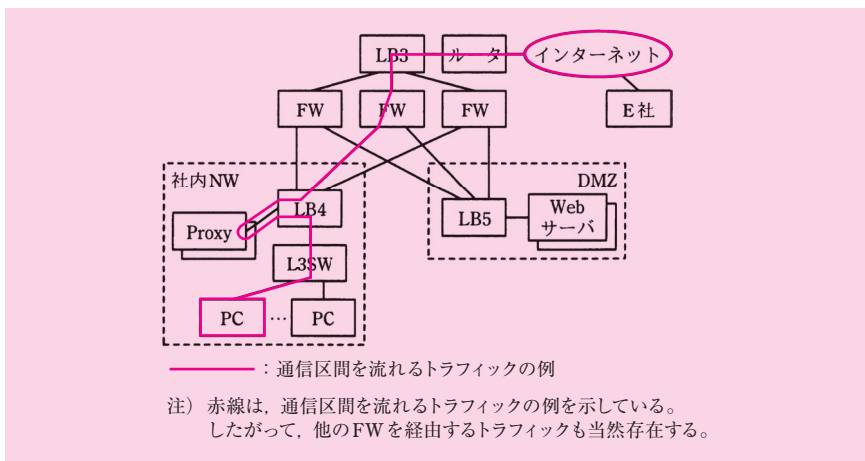 LB3
ルータ
インターネット
FW
FW
FW
E社
社内NW
DMZ
Proxy
LB4
LB5
Web
サーバ
L3SW
PC
…
PC
：通信区間を流れるトラフィックの例
注） 赤線は，通信区間を流れるトラフィックの例を示している。
したがって，他のFWを経由するトラフィックも当然存在する。